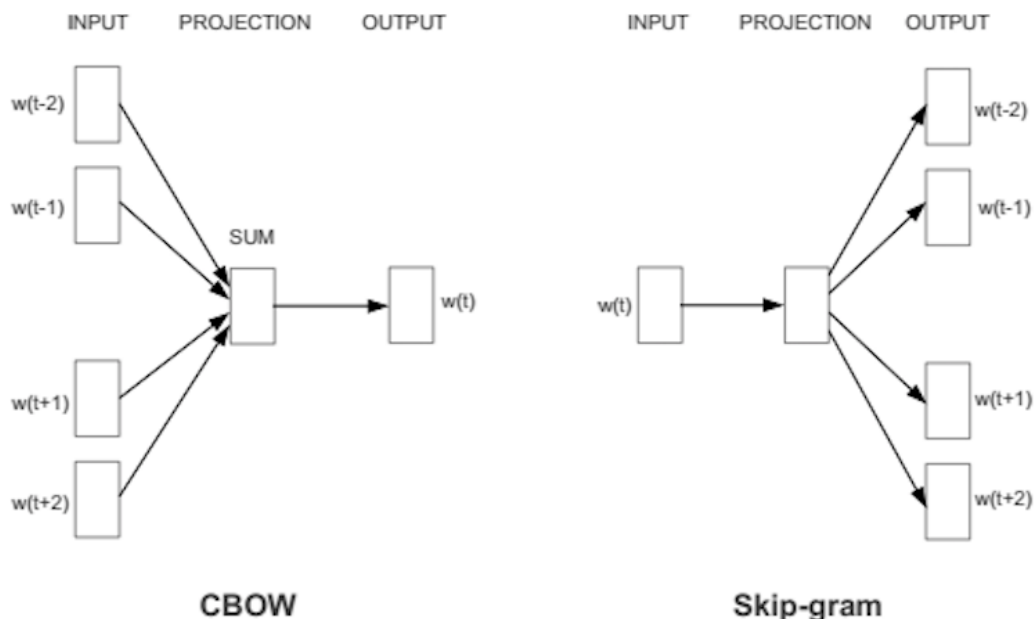 INPUT PROJECTION OUTPUT
w(t-2)
w(t-1)
SUM
w(t)
w(t+1)
w(t+2)
CBOW
INPUT PROJECTION OUTPUT
w(t-2)
w(t-1)
w(t)
w(t+1)
w(t+2)
Skip-gram